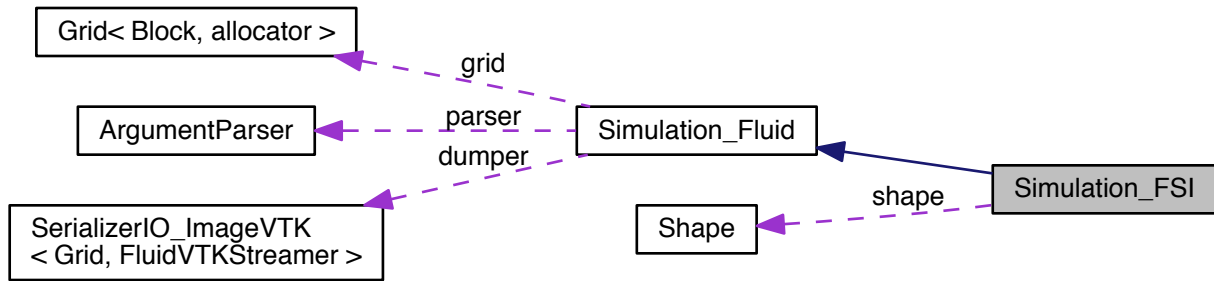 Grid< Block, allocator >
grid
ArgumentParser
parser
Simulation_Fluid
dumper
SerializerIO_ImageVTK
< Grid, FluidVTKStreamer >
Shape
shape
Simulation_FSI